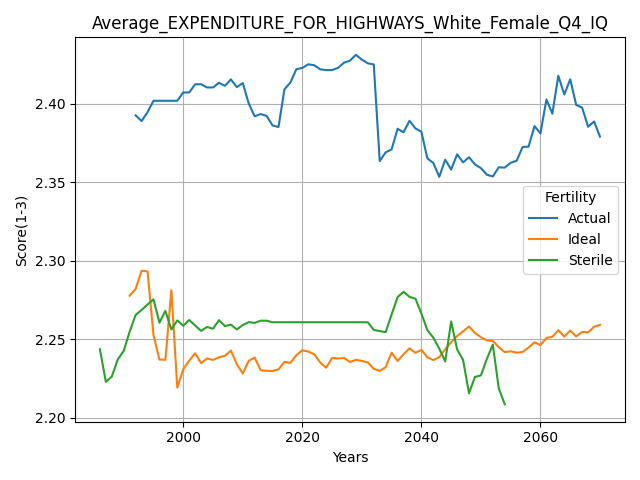 Average_EXPENDITURE_FOR_HIGHWAYS_White_Female_Q4_IQ
Score(1-3)
2.40
2.35
2.30
2.25
2.20
Fertility
Actual
Ideal
Sterile
2000
2020
2040
2060
Years